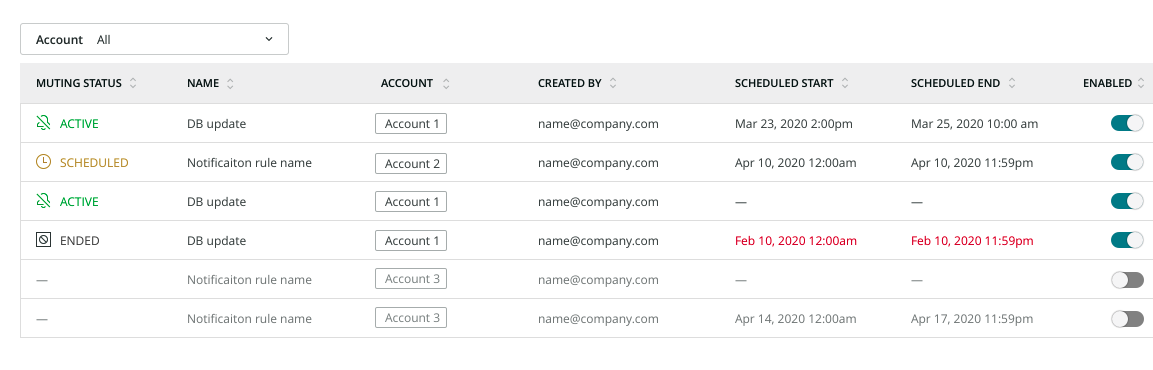 Account All
MUTING STATUS NAME ACCOUNT CREATED BY SCHEDULED START SCHEDULED END ENABLED
ACTIVE DB update Account 1 name@company.com Mar 23, 2020 2:00pm Mar 25, 2020 10:00 am
SCHEDULED Notificaiton rule name Account 2 name@company.com Apr 10, 2020 12:00am Apr 10, 2020 11:59pm
ACTIVE DB update Account 1 name@company.com — —
ENDED DB update Account 1 name@company.com Feb 10, 2020 12:00am Feb 10, 2020 11:59pm
— Notificaiton rule name Account 3 name@company.com — —
— Notificaiton rule name Account 3 name@company.com Apr 14, 2020 12:00am Apr 17, 2020 11:59pm